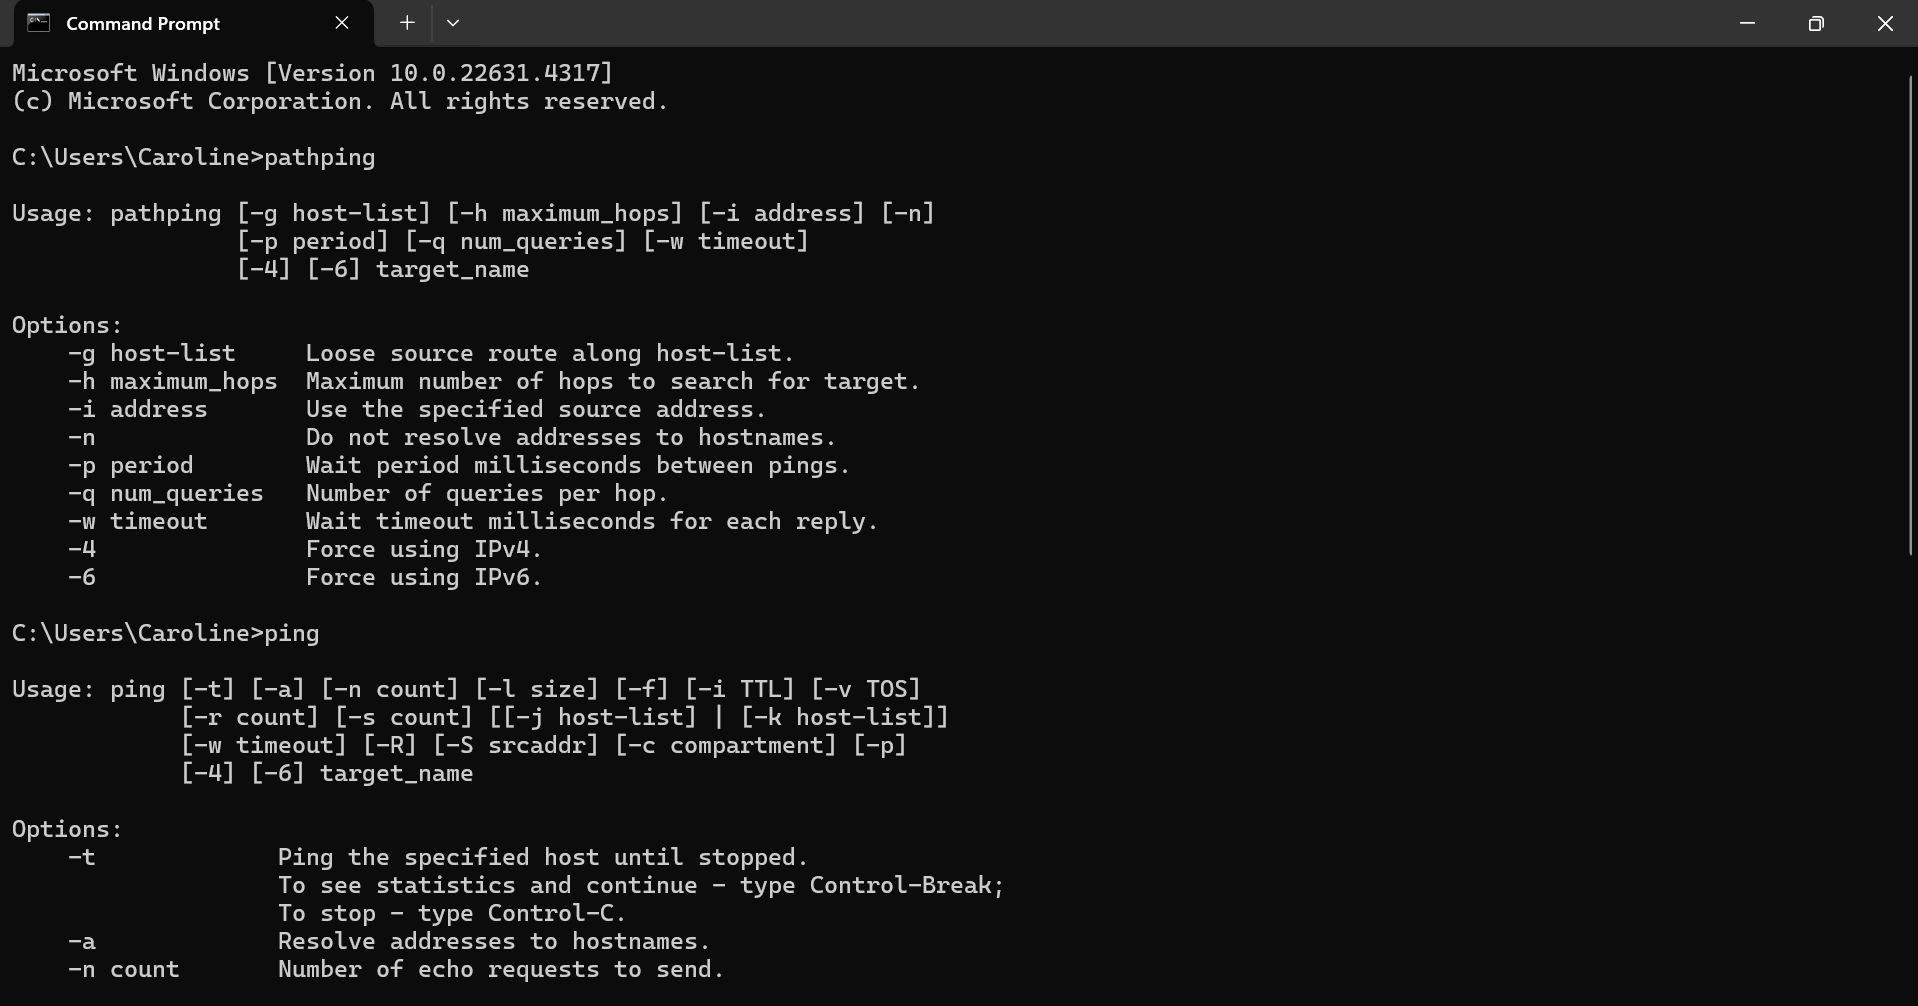 Command Prompt
Microsoft Windows [Version 10.0.22631.4317]
(c) Microsoft Corporation. All rights reserved.
C:\Users\Caroline>pathping
Usage: pathping [-g host-list] [-h maximum_hops] [-i address] [-n]
                [-p period] [-q num_queries] [-w timeout]
                [-4] [-6] target_name
Options:
    -g host-list     Loose source route along host-list.
    -h maximum_hops  Maximum number of hops to search for target.
    -i address       Use the specified source address.
    -n               Do not resolve addresses to hostnames.
    -p period        Wait period milliseconds between pings.
    -q num_queries   Number of queries per hop.
    -w timeout       Wait timeout milliseconds for each reply.
    -4               Force using IPv4.
    -6               Force using IPv6.
C:\Users\Caroline>ping
Usage: ping [-t] [-a] [-n count] [-l size] [-f] [-i TTL] [-v TOS]
            [-r count] [-s count] [[-j host-list] | [-k host-list]]
            [-w timeout] [-R] [-S srcaddr] [-c compartment] [-p]
            [-4] [-6] target_name
Options:
    -t             Ping the specified host until stopped.
                   To see statistics and continue - type Control-Break;
                   To stop - type Control-C.
    -a             Resolve addresses to hostnames.
    -n count       Number of echo requests to send.